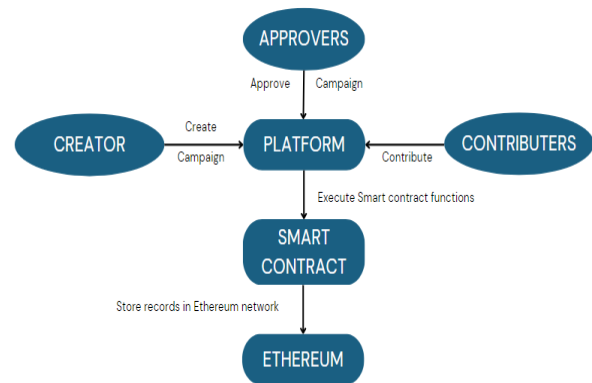 APPROVERS
Approve Campaign
Create
CREATOR PLATFORM CONTRIBUTERS
Campaign Contribute
Execute Smart contract functions
SMART
CONTRACT
Store records in Ethereum network
ETHEREUM